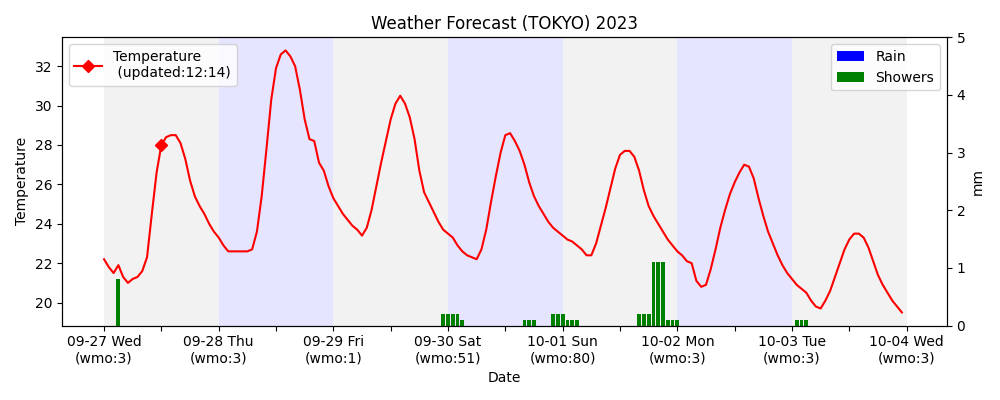 Weather Forecast (TOKYO) 2023
Temperature
(updated:12:14)
Rain
Showers
Temperature
32
30
28
26
24
22
20
5
4
3
2
1
0
mm
09-27 Wed
(wmo:3)
09-28 Thu
(wmo:3)
09-29 Fri
(wmo:1)
09-30 Sat
(wmo:51)
10-01 Sun
(wmo:80)
10-02 Mon
(wmo:3)
10-03 Tue
(wmo:3)
10-04 Wed
(wmo:3)
Date